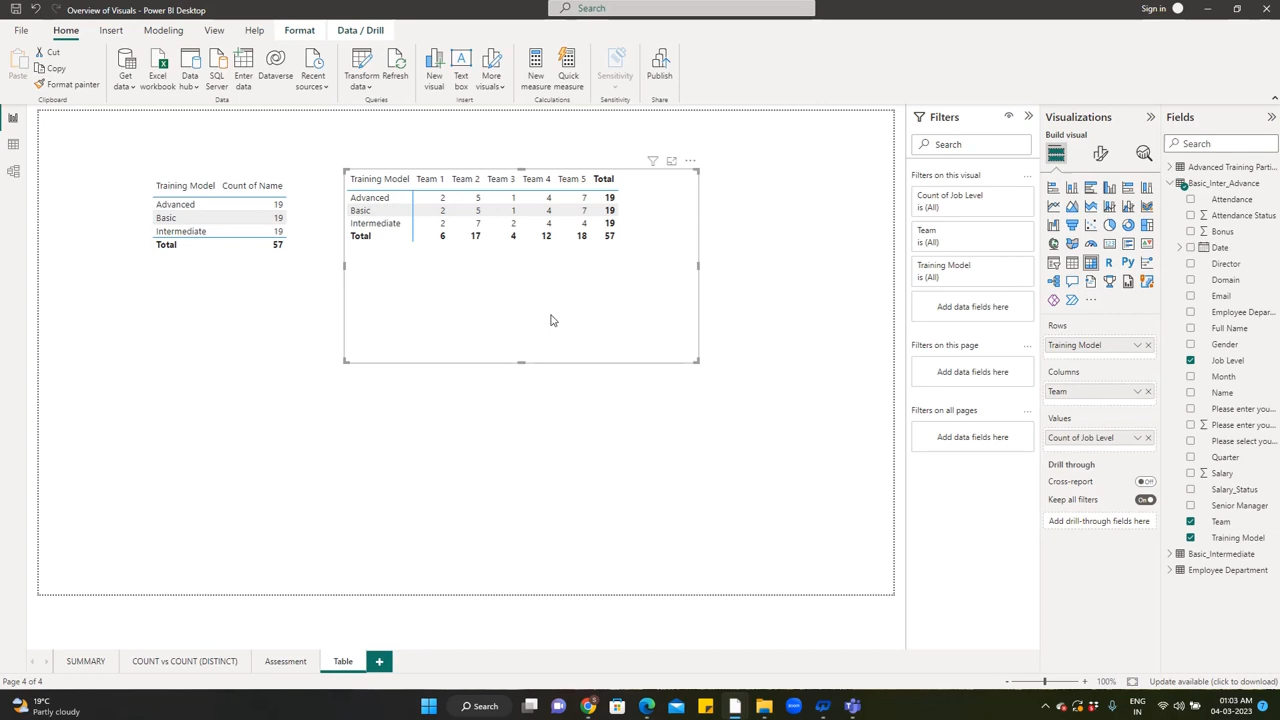 Overview of Visuals - Power BI Desktop
Search
Sign in
File Home Insert Modeling View Help Format Data / Drill
Paste
Cut
Copy
Format painter
Clipboard
Get data
Excel workbook
Data hub
SQL Server
Enter data
Dataverse
Recent sources
Data
Transform data
Refresh
Queries
New visual
Text box
More visuals
Insert
New measure
Quick measure
Calculations
Sensitivity
Sensitivity
Publish
Share
Training Model Count of Name
Advanced 19
Basic 19
Intermediate 19
Total 57
Training Model Team 1 Team 2 Team 3 Team 4 Team 5 Total
Advanced 2 5 1 4 7 19
Basic 2 5 1 4 7 19
Intermediate 2 7 2 4 4 19
Total 6 17 4 12 18 57
Filters
Search
Filters on this visual
Count of Job Level
is (All)
Team
is (All)
Training Model
is (All)
Add data fields here
Filters on this page
Add data fields here
Filters on all pages
Add data fields here
Visualizations
Build visual
R Py
Rows
Training Model
Columns
Team
Values
Count of Job Level
Drill through
Cross-report Off
Keep all filters On
Add drill-through fields here
Fields
Search
Advanced Training Parti...
Basic_Inter_Advance
Attendance
Attendance Status
Bonus
Date
Director
Domain
Email
Employee Depar...
Full Name
Gender
Job Level
Month
Name
Please enter you...
Please enter you...
Please select you...
Quarter
Salary
Salary_Status
Senior Manager
Team
Training Model
Basic_Intermediate
Employee Department
SUMMARY COUNT vs COUNT (DISTINCT) Assessment Table
Page 4 of 4
100%
Update available (click to download)
19°C
Partly cloudy
Search
zoom
ENG
IN
01:03 AM
04-03-2023